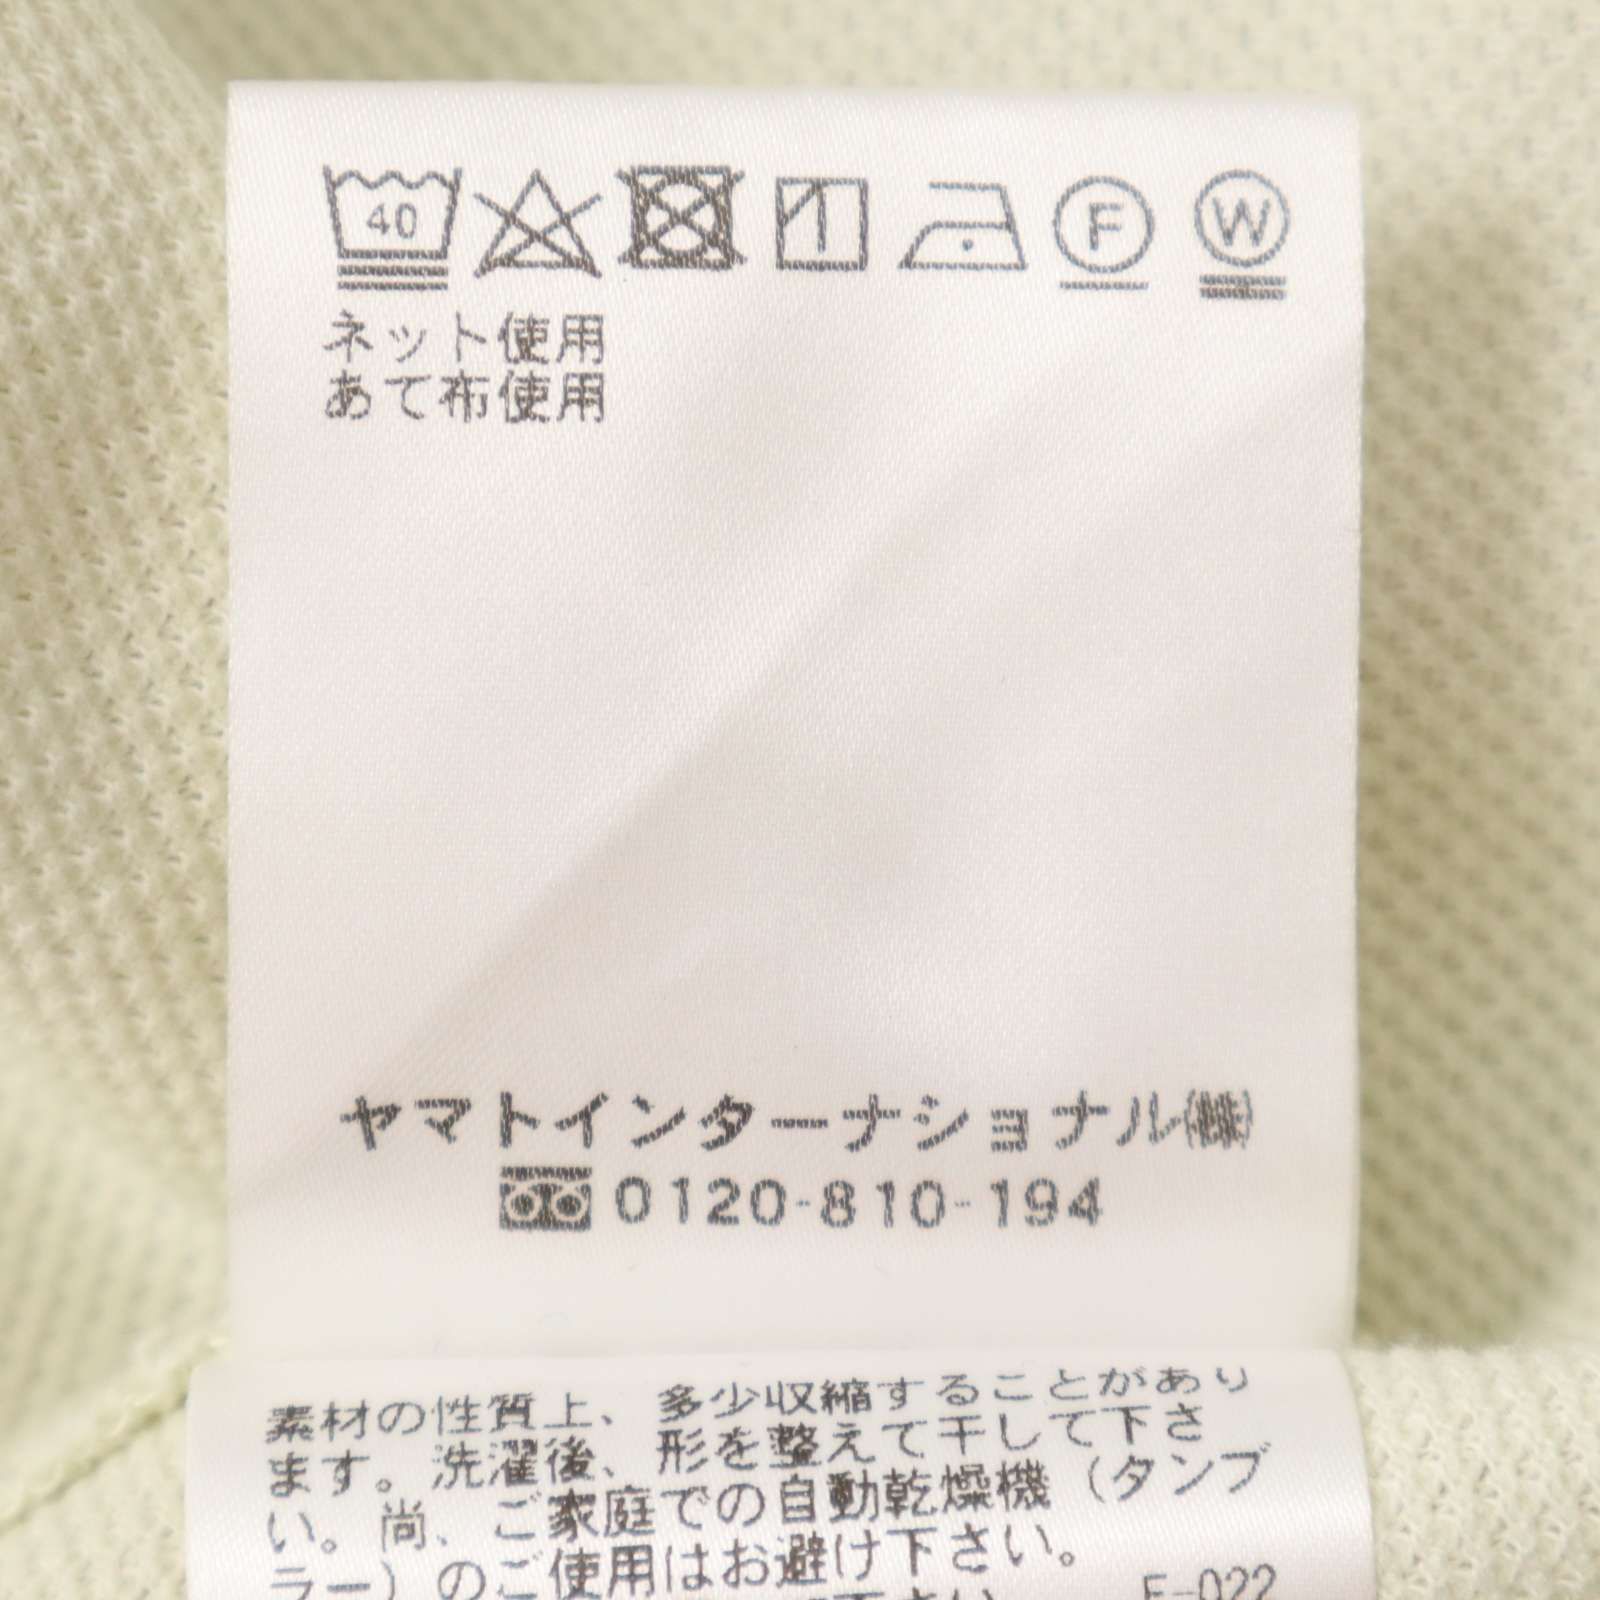 40
F
W
ネット使用
あて布使用
ヤマトインターナショナル㈱
0120-810-194
素材の性質上、多少収縮することがあり
ます。洗濯後、形を整えて干して下さ
い。尚、ご家庭での自動乾燥機(タンブ
ラー)のご使用はお避け下さい。
F-022